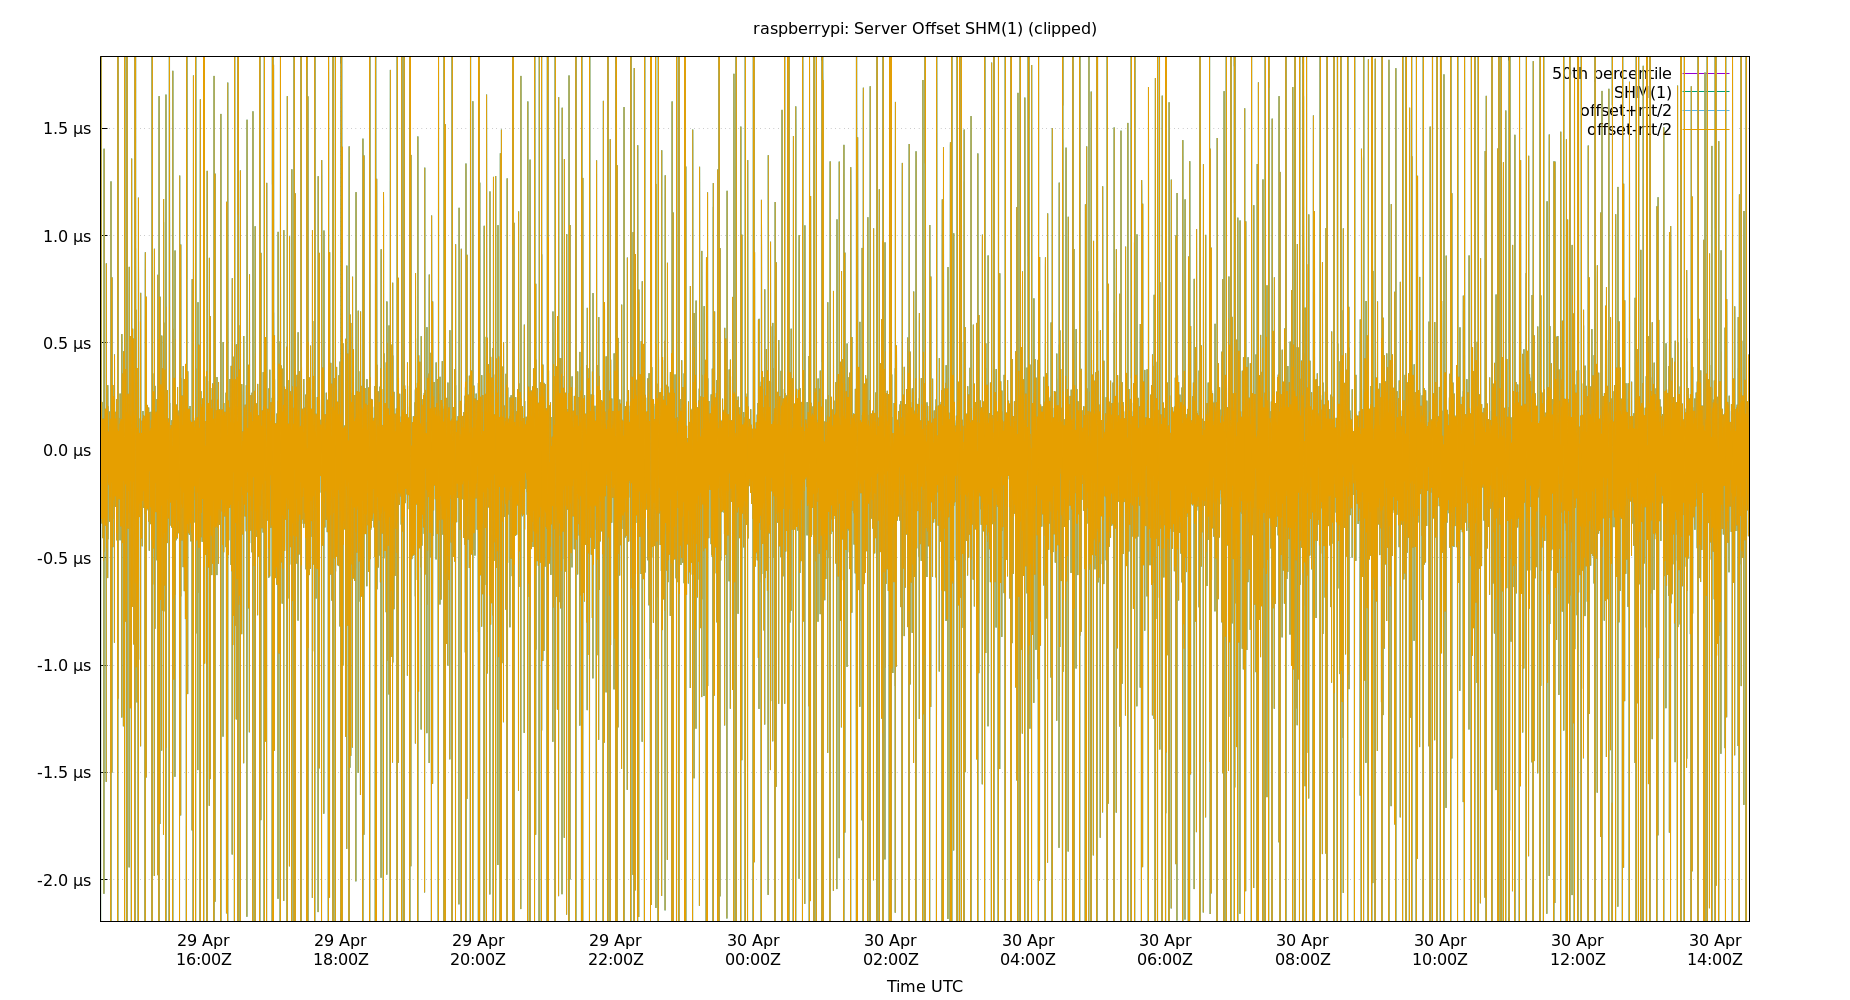 raspberrypi: Server Offset SHM(1) (clipped)
50th percentile
SHM(1)
offset+rtt/2
offset-rtt/2
1.5 µs
1.0 µs
0.5 µs
0.0 µs
-0.5 µs
-1.0 µs
-1.5 µs
-2.0 µs
29 Apr 29 Apr 29 Apr 29 Apr 30 Apr 30 Apr 30 Apr 30 Apr 30 Apr 30 Apr 30 Apr 30 Apr
16:00Z 18:00Z 20:00Z 22:00Z 00:00Z 02:00Z 04:00Z 06:00Z 08:00Z 10:00Z 12:00Z 14:00Z
Time UTC